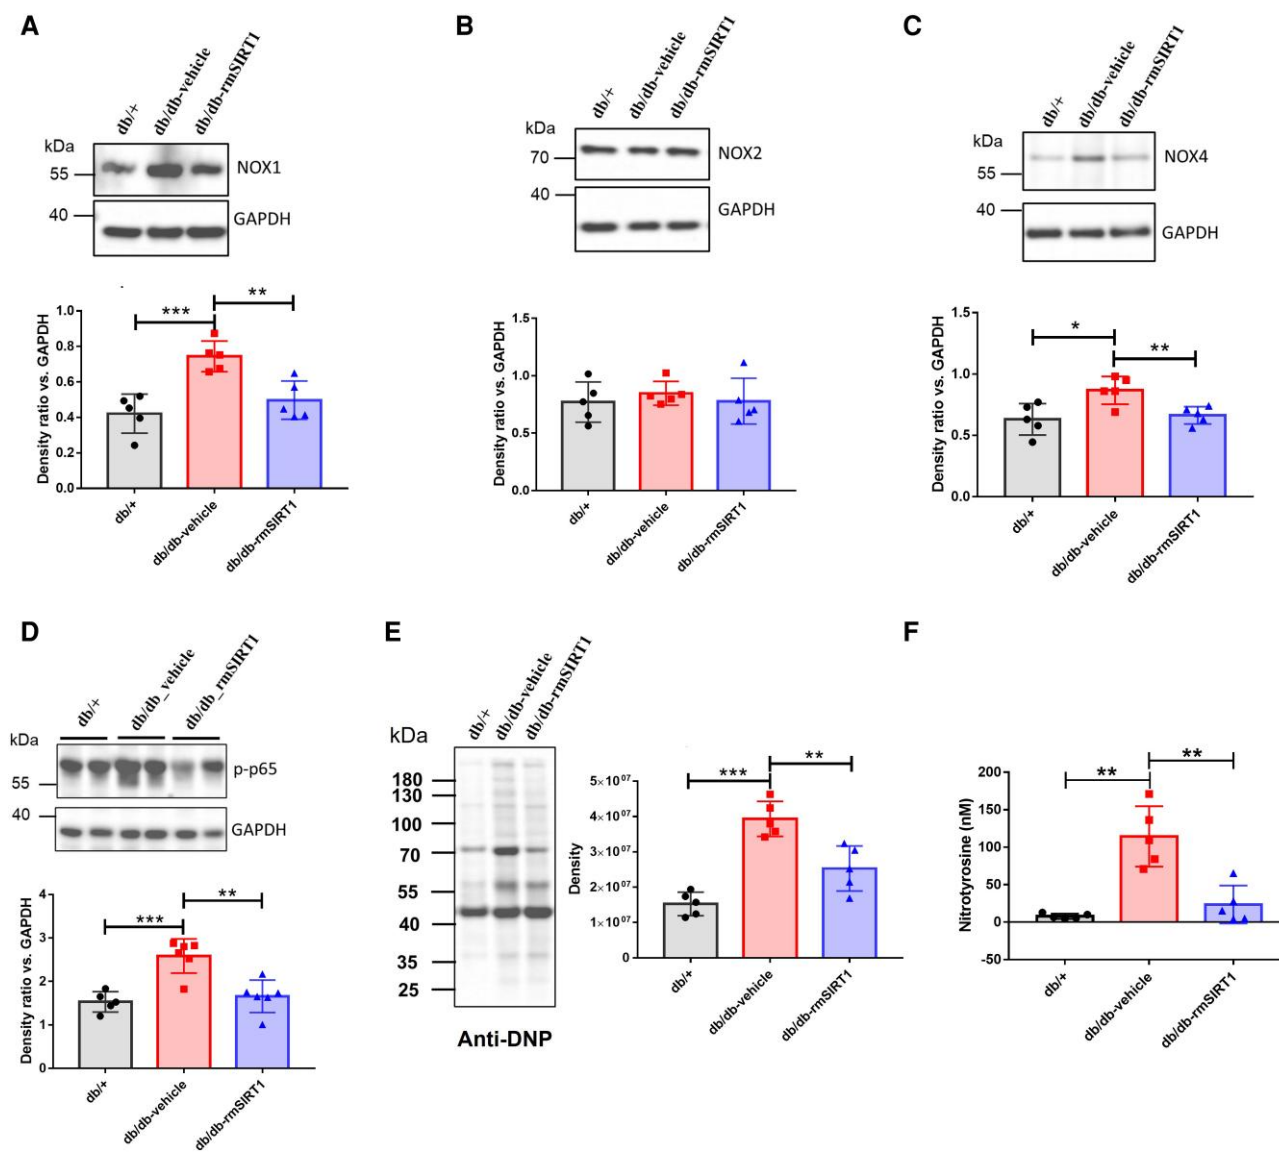 A
B
C
db/+
db/db-vehicle
db/db-rmSIRT1
kDa
55
NOX1
40
GAPDH
db/+
db/db-vehicle
db/db-rmSIRT1
kDa
70
NOX2
40
GAPDH
db/+
db/db-vehicle
db/db-rmSIRT1
kDa
55
NOX4
40
GAPDH
Density ratio vs. GAPDH
1.0
0.8
0.6
0.4
0.2
0.0
***
**
db/+
db/db-vehicle
db/db-rmSIRT1
Density ratio vs. GAPDH
1.5
1.0
0.5
0.0
db/+
db/db-vehicle
db/db-rmSIRT1
Density ratio vs. GAPDH
1.5
1.0
0.5
0.0
*
**
db/+
db/db-vehicle
db/db-rmSIRT1
D
E
F
db/+
db/db_vehicle
db/db_rmSIRT1
kDa
55
p-p65
40
GAPDH
Density ratio vs. GAPDH
4
3
2
1
0
***
**
db/+
db/db-vehicle
db/db-rmSIRT1
db/+
db/db-vehicle
db/db-rmSIRT1
kDa
180
130
100
70
55
40
35
25
Anti-DNP
Density
5×10⁰⁷
4×10⁰⁷
3×10⁰⁷
2×10⁰⁷
1×10⁰⁷
0
***
**
db/+
db/db-vehicle
db/db-rmSIRT1
Nitrotyrosine (nM)
200
150
100
50
0
-50
**
**
db/+
db/db-vehicle
db/db-rmSIRT1